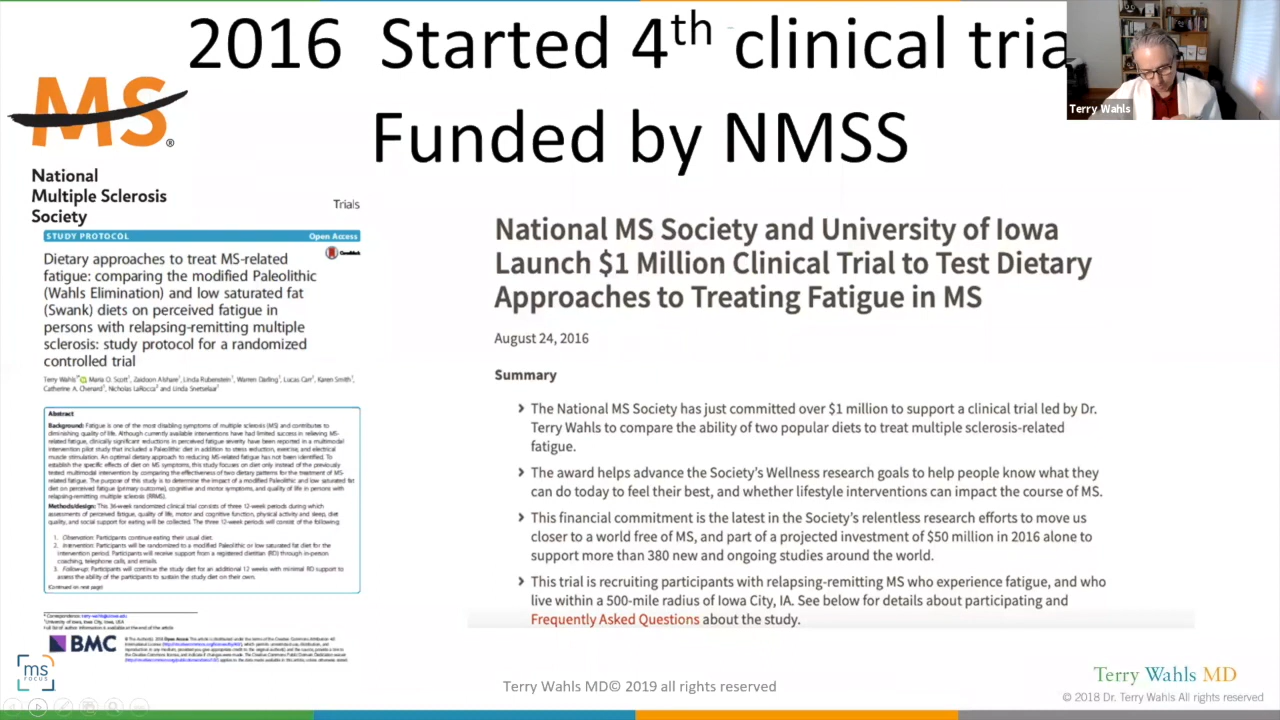 2016 Started 4th clinical tria
Funded by NMSS
Terry Wahls
MS
®
National
Multiple Sclerosis
Society
Trials
STUDY PROTOCOL
Open Access
Dietary approaches to treat MS-related
fatigue: comparing the modified Paleolithic
(Wahls Elimination) and low saturated fat
(Swank) diets on perceived fatigue in
persons with relapsing-remitting multiple
sclerosis: study protocol for a randomized
controlled trial
Terry Wahls, Maria O. Scott, Zaidoon Alshare, Linda Rubenstein, Warren Darling, Lucas Carr, Karen Smith,
Catherine A. Chenard, Nicholas LaRocca and Linda Snetselaar
Abstract
Background: Fatigue is one of the most disabling symptoms of multiple sclerosis (MS) and contributes to
diminishing quality of life. Although currently available interventions have had limited success in relieving MS-
related fatigue, clinically significant reductions in perceived fatigue severity have been reported in a multimodal
intervention pilot study that included a Paleolithic diet in addition to stress reduction, exercise, and electrical
muscle stimulation. An optimal dietary approach to reducing MS-related fatigue has not been identified. To
establish the specific effects of diet on MS symptoms, this study focuses on diet only instead of the previously
tested multimodal intervention by comparing the effectiveness of two dietary patterns for the treatment of MS-
related fatigue. The purpose of this study is to determine the impact of a modified Paleolithic and low saturated fat
diet on perceived fatigue (primary outcome), cognitive and motor symptoms, and quality of life in persons with
relapsing-remitting multiple sclerosis (RRMS).
Methods/design: This 36-week randomized clinical trial consists of three 12-week periods during which
assessments of perceived fatigue, quality of life, motor and cognitive function, physical activity and sleep, diet
quality, and social support for eating will be collected. The three 12-week periods will consist of the following:
1. Observation: Participants continue eating their usual diet.
2. Intervention: Participants will be randomized to a modified Paleolithic or low saturated fat diet for the
intervention period. Participants will receive support from a registered dietitian (RD) through in-person
coaching, telephone calls, and emails.
3. Follow-up: Participants will continue the study diet for an additional 12 weeks with minimal RD support to
assess the ability of the participants to sustain the study diet on their own.
(Continued on next page)
* Correspondence: terry-wahls@uiowa.edu
University of Iowa, Iowa City, Iowa, USA
Full list of author information is available at the end of the article
BMC
National MS Society and University of Iowa
Launch $1 Million Clinical Trial to Test Dietary
Approaches to Treating Fatigue in MS
August 24, 2016
Summary
The National MS Society has just committed over $1 million to support a clinical trial led by Dr.
Terry Wahls to compare the ability of two popular diets to treat multiple sclerosis-related
fatigue.
The award helps advance the Society's Wellness research goals to help people know what they
can do today to feel their best, and whether lifestyle interventions can impact the course of MS.
This financial commitment is the latest in the Society's relentless research efforts to move us
closer to a world free of MS, and part of a projected investment of $50 million in 2016 alone to
support more than 380 new and ongoing studies around the world.
This trial is recruiting participants with relapsing-remitting MS who experience fatigue, and who
live within a 500-mile radius of Iowa City, IA. See below for details about participating and
Frequently Asked Questions about the study.
ms
FOCUS
Terry Wahls MD© 2019 all rights reserved
Terry Wahls MD
© 2018 Dr. Terry Wahls All rights reserved